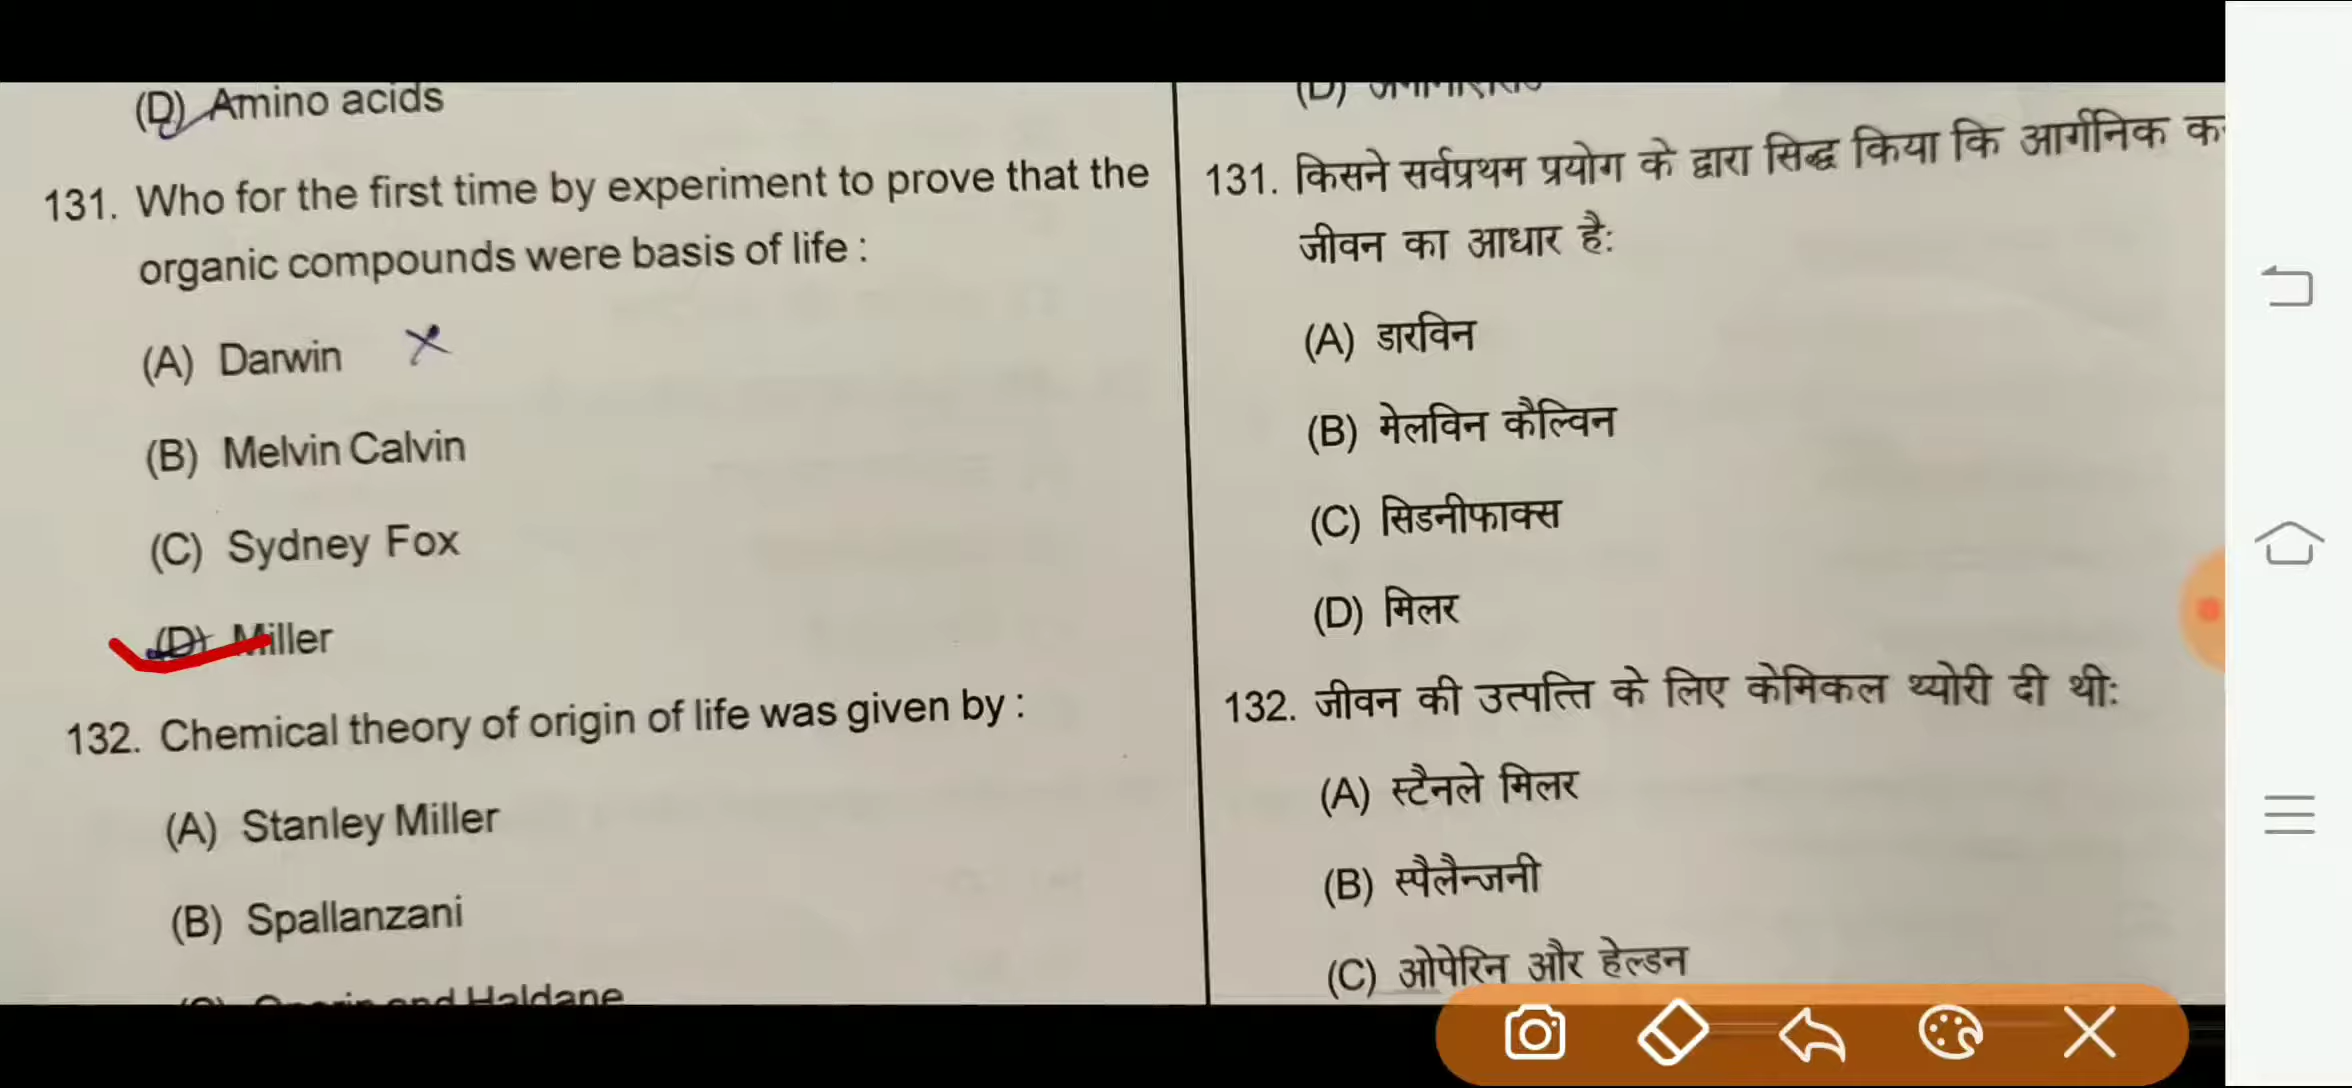 (D) Amino acids
131. Who for the first time by experiment to prove that the
organic compounds were basis of life :
(A) Darwin
(B) Melvin Calvin
(C) Sydney Fox
(D) Miller
132. Chemical theory of origin of life was given by :
(A) Stanley Miller
(B) Spallanzani
(C) Oparin and Haldane
(D)
131. किसने सर्वप्रथम प्रयोग के द्वारा सिद्ध किया कि आर्गनिक
जीवन का आधार है:
(A) डारविन
(B) मेलविन कैल्विन
(C) सिडनीफाक्स
(D) मिलर
132. जीवन की उत्पत्ति के लिए केमिकल थ्योरी दी थी:
(A) स्टैनले मिलर
(B) स्पैलैन्जनी
(C) ओपेरिन और हेल्डन